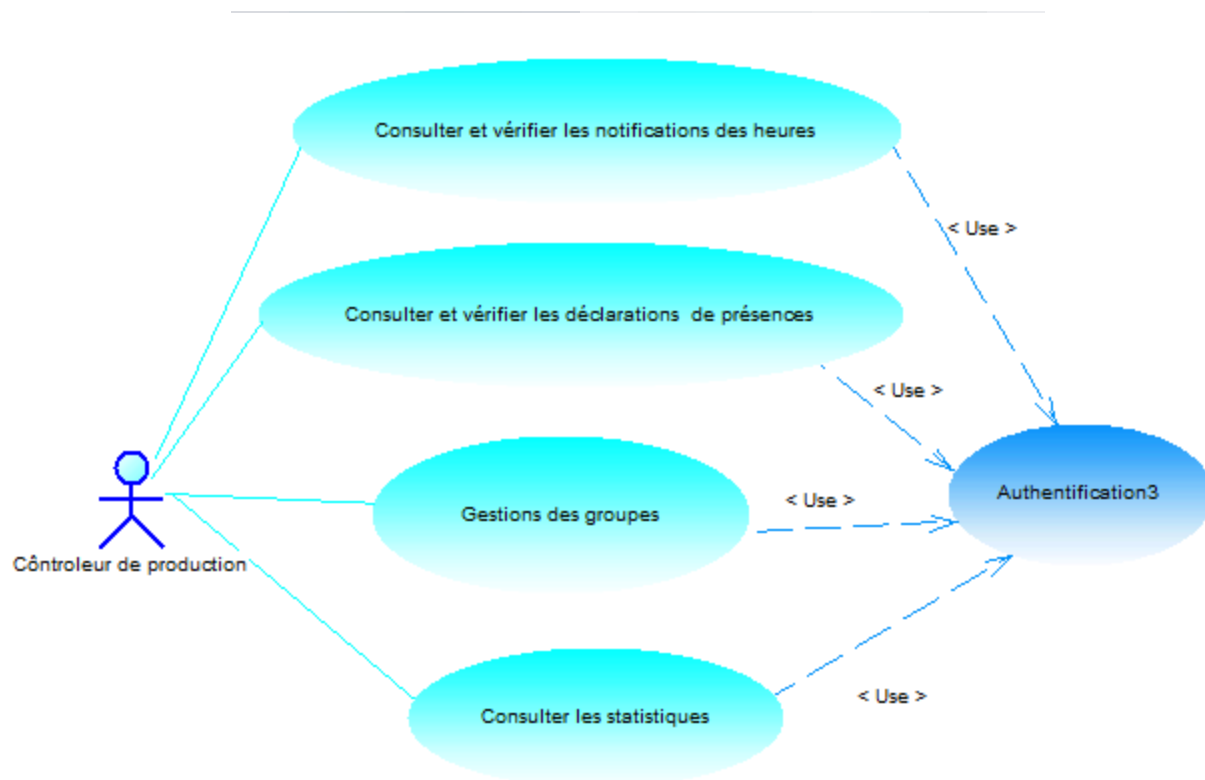 Consulter et vérifier les notifications des heures
< Use >
Consulter et vérifier les déclarations de présences
< Use >
Authentification3
< Use >
Gestions des groupes
Côntroleur de production
< Use >
Consulter les statistiques